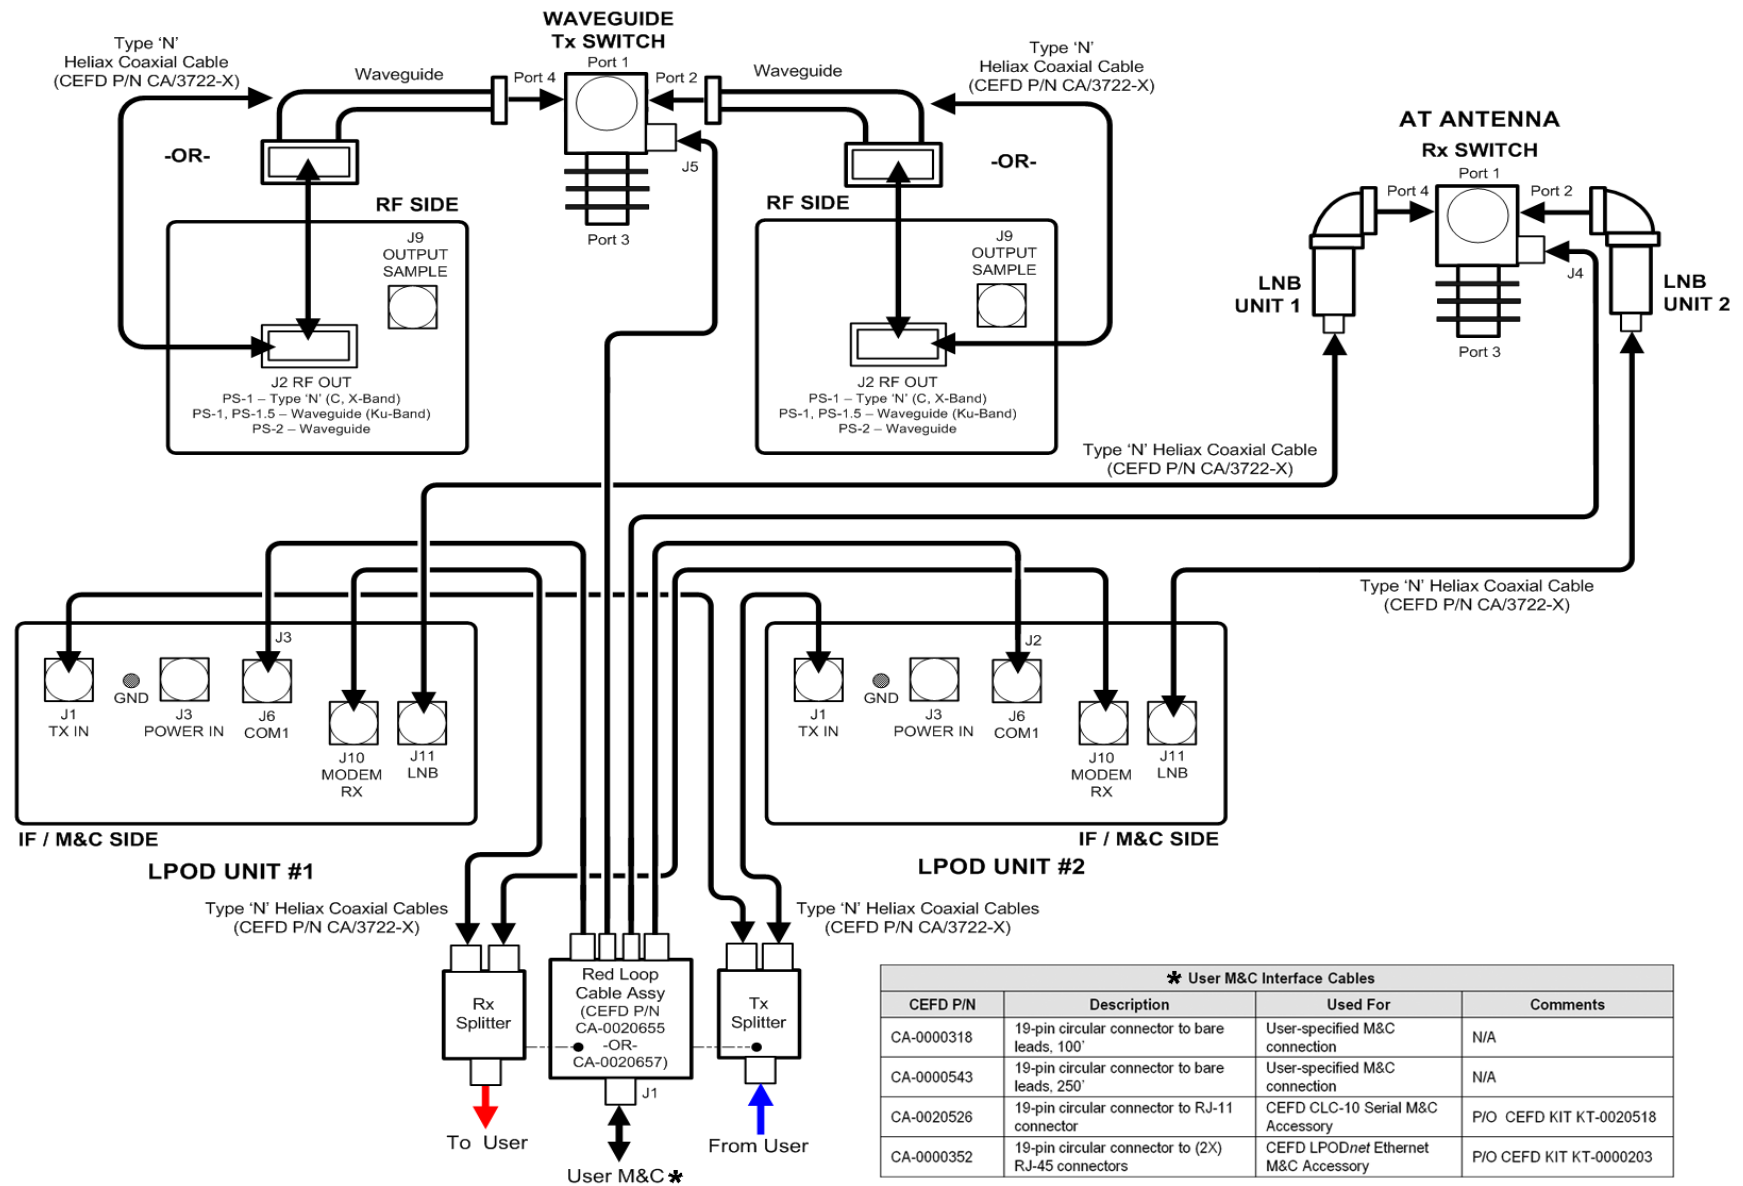 WAVEGUIDE
Tx SWITCH
Type ‘N’
Heliax Coaxial Cable
(CEFD P/N CA/3722-X)
Waveguide
Port 4
Port 1
Port 2
Waveguide
Type ‘N’
Heliax Coaxial Cable
(CEFD P/N CA/3722-X)
-OR-
J5
-OR-
Port 3
RF SIDE
J9
OUTPUT
SAMPLE
J2 RF OUT
PS-1 – Type ‘N’ (C, X-Band)
PS-1, PS-1.5 – Waveguide (Ku-Band)
PS-2 – Waveguide
RF SIDE
J9
OUTPUT
SAMPLE
J2 RF OUT
PS-1 – Type ‘N’ (C, X-Band)
PS-1, PS-1.5 – Waveguide (Ku-Band)
PS-2 – Waveguide
AT ANTENNA
Rx SWITCH
Port 1
Port 4
Port 2
J4
LNB
UNIT 1
LNB
UNIT 2
Port 3
Type ‘N’ Heliax Coaxial Cable
(CEFD P/N CA/3722-X)
Type ‘N’ Heliax Coaxial Cable
(CEFD P/N CA/3722-X)
J3
J1
TX IN
GND
J3
POWER IN
J6
COM1
J10
MODEM
RX
J11
LNB
IF / M&C SIDE
LPOD UNIT #1
J2
J1
TX IN
GND
J3
POWER IN
J6
COM1
J10
MODEM
RX
J11
LNB
IF / M&C SIDE
LPOD UNIT #2
Type ‘N’ Heliax Coaxial Cables
(CEFD P/N CA/3722-X)
Type ‘N’ Heliax Coaxial Cables
(CEFD P/N CA/3722-X)
Rx
Splitter
Red Loop
Cable Assy
(CEFD P/N
CA-0020655
-OR-
CA-0020657)
Tx
Splitter
J1
To User
User M&C*
From User
* User M&C Interface Cables
CEFD P/N Description Used For Comments
CA-0000318 19-pin circular connector to bare leads, 100’ User-specified M&C connection N/A
CA-0000543 19-pin circular connector to bare leads, 250’ User-specified M&C connection N/A
CA-0020526 19-pin circular connector to RJ-11 connector CEFD CLC-10 Serial M&C Accessory P/O CEFD KIT KT-0020518
CA-0000352 19-pin circular connector to (2X) RJ-45 connectors CEFD LPODnet Ethernet M&C Accessory P/O CEFD KIT KT-0000203